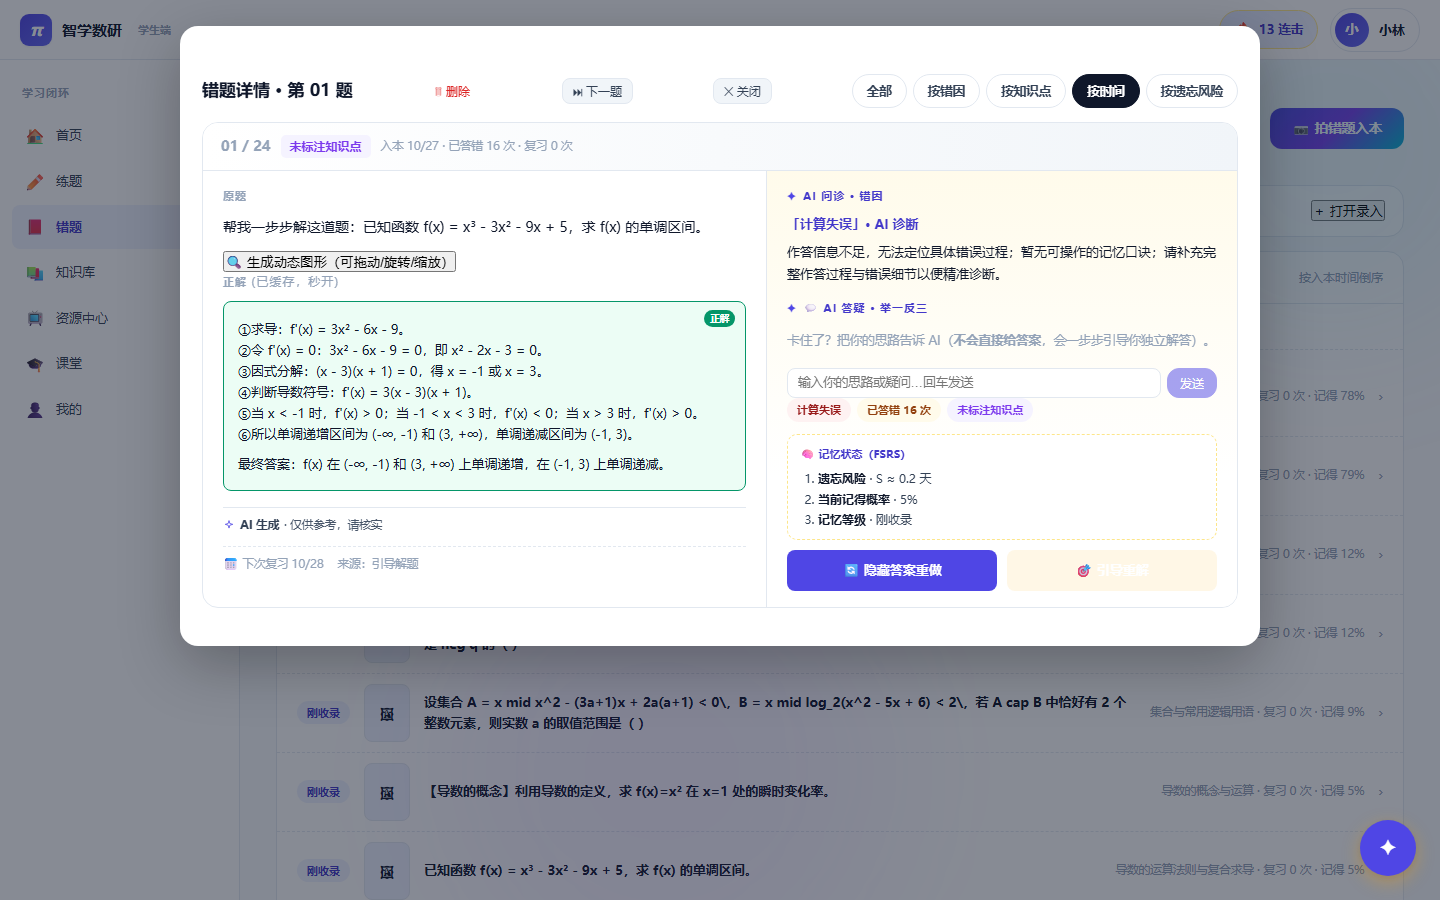 π 智学数研 学生端
13 连击
小 小林
学习闭环
首页
练题
错题
知识库
资源中心
课堂
我的
拍错题入本
+ 打开录入
按入本时间倒序
错题详情 • 第 01 题
删除
下一题
关闭
全部
按错因
按知识点
按时间
按遗忘风险
01 / 24 未标注知识点 入本 10/27 · 已答错 16 次 · 复习 0 次
原题
帮我一步步解这道题：已知函数 f(x) = x³ - 3x² - 9x + 5，求 f(x) 的单调区间。
生成动态图形（可拖动/旋转/缩放）
正解 (已缓存，秒开)
正解
①求导：f'(x) = 3x² - 6x - 9。
②令 f'(x) = 0：3x² - 6x - 9 = 0，即 x² - 2x - 3 = 0。
③因式分解：(x - 3)(x + 1) = 0，得 x = -1 或 x = 3。
④判断导数符号：f'(x) = 3(x - 3)(x + 1)。
⑤当 x < -1 时，f'(x) > 0；当 -1 < x < 3 时，f'(x) < 0；当 x > 3 时，f'(x) > 0。
⑥所以单调递增区间为 (-∞, -1) 和 (3, +∞)，单调递减区间为 (-1, 3)。
最终答案：f(x) 在 (-∞, -1) 和 (3, +∞) 上单调递增，在 (-1, 3) 上单调递减。
AI 生成 · 仅供参考，请核实
下次复习 10/28 来源：引导解题
AI 问诊 • 错因
「计算失误」• AI 诊断
作答信息不足，无法定位具体错误过程；暂无可操作的记忆口诀；请补充完
整作答过程与错误细节以便精准诊断。
AI 答疑 • 举一反三
卡住了？把你的思路告诉 AI（不会直接给答案，会一步步引导你独立解答）。
输入你的思路或疑问…回车发送
发送
计算失误 已答错 16 次 未标注知识点
记忆状态（FSRS）
1. 遗忘风险 · S ≈ 0.2 天
2. 当前记得概率 · 5%
3. 记忆等级 · 刚收录
隐藏答案重做
引导重解
复习 0 次 · 记得 78% ›
复习 0 次 · 记得 79% ›
复习 0 次 · 记得 12% ›
复习 0 次 · 记得 12% ›
刚收录
设集合 A = x mid x^2 - (3a+1)x + 2a(a+1) < 0\，B = x mid log_2(x^2 - 5x + 6) < 2\，若 A cap B 中恰好有 2 个
整数元素，则实数 a 的取值范围是（ ）
集合与常用逻辑用语 · 复习 0 次 · 记得 9% ›
刚收录
【导数的概念】利用导数的定义，求 f(x)=x² 在 x=1 处的瞬时变化率。
导数的概念与运算 · 复习 0 次 · 记得 5% ›
刚收录
已知函数 f(x) = x³ - 3x² - 9x + 5，求 f(x) 的单调区间。
导数的运算法则与复合求导 · 复习 0 次 · 记得 5%